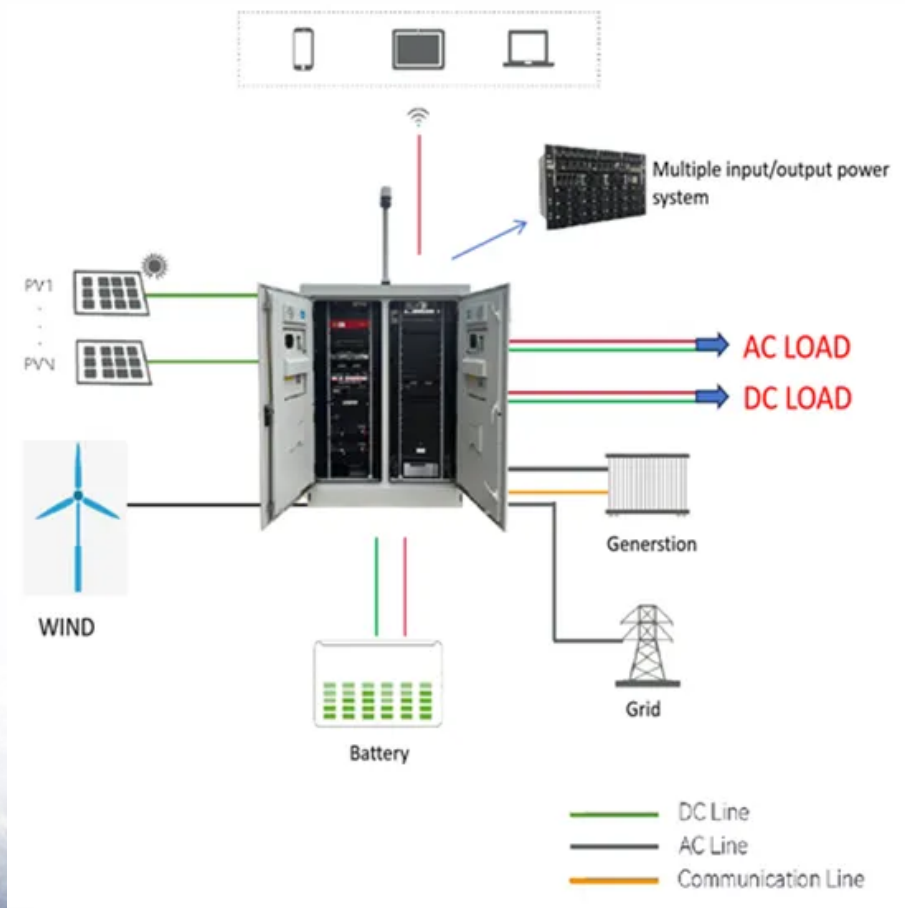 Multiple input/output power
system
PV1
PVN
AC LOAD
DC LOAD
WIND
Generstion
Grid
Battery
DC Line
AC Line
Communication Line